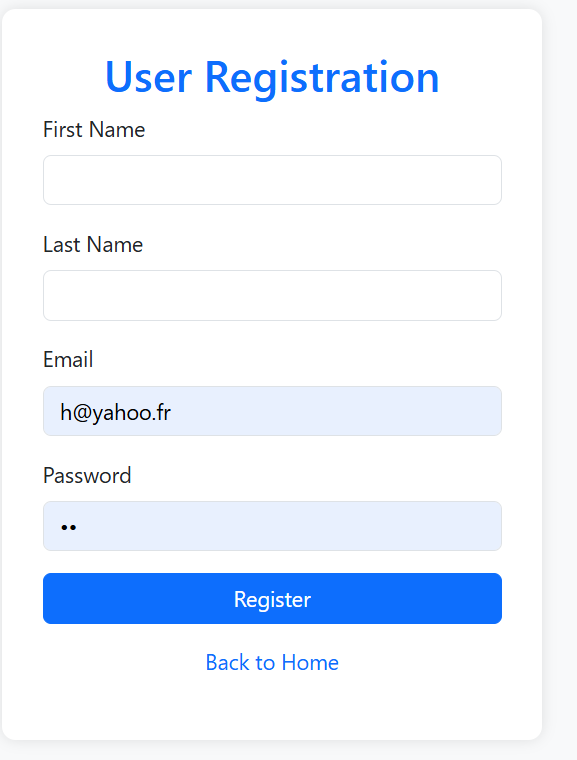 User Registration
First Name
Last Name
Email
h@yahoo.fr
Password
••
Register
Back to Home